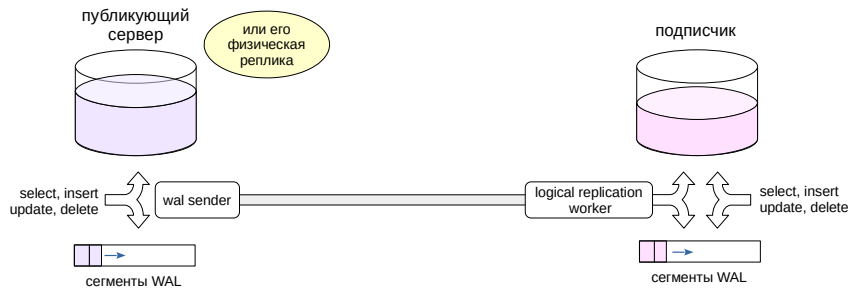 публикующий
сервер
или его
физическая
реплика
подписчик
select, insert
update, delete
wal sender
logical replication
worker
select, insert
update, delete
сегменты WAL
сегменты WAL